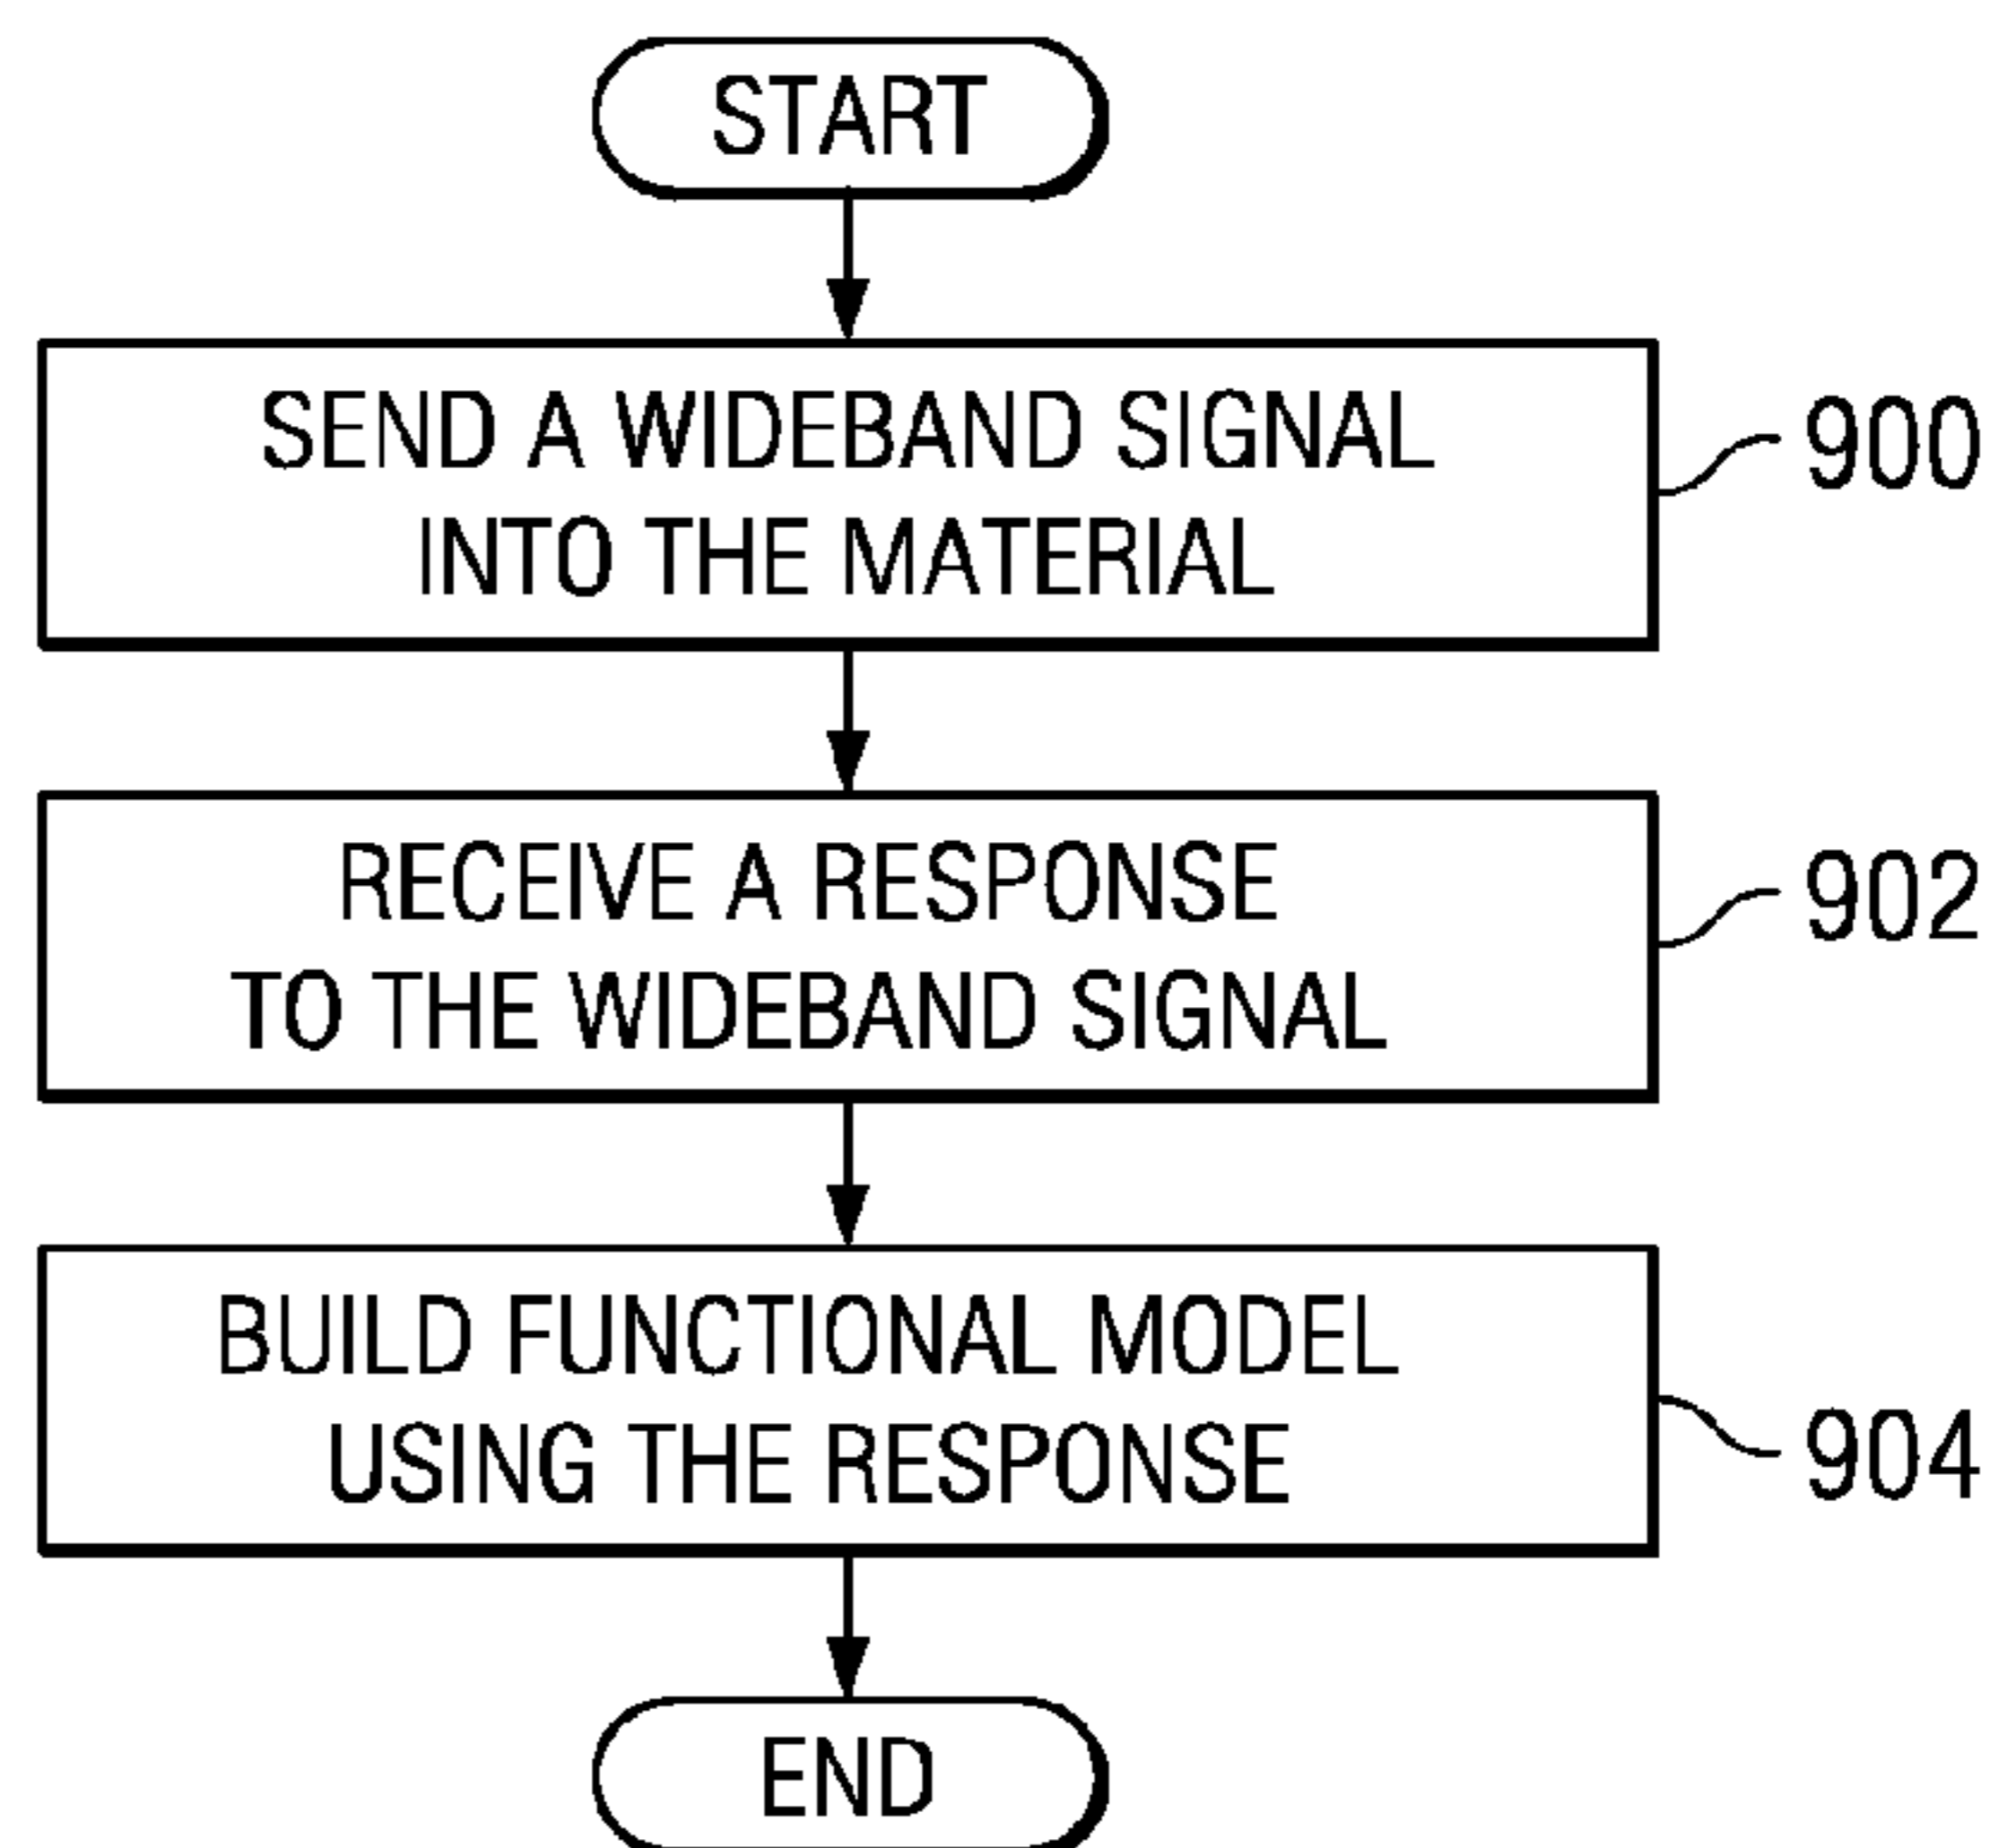 START
SEND A WIDEBAND SIGNAL
INTO THE MATERIAL
900
RECEIVE A RESPONSE
TO THE WIDEBAND SIGNAL
902
BUILD FUNCTIONAL MODEL
USING THE RESPONSE
904
END